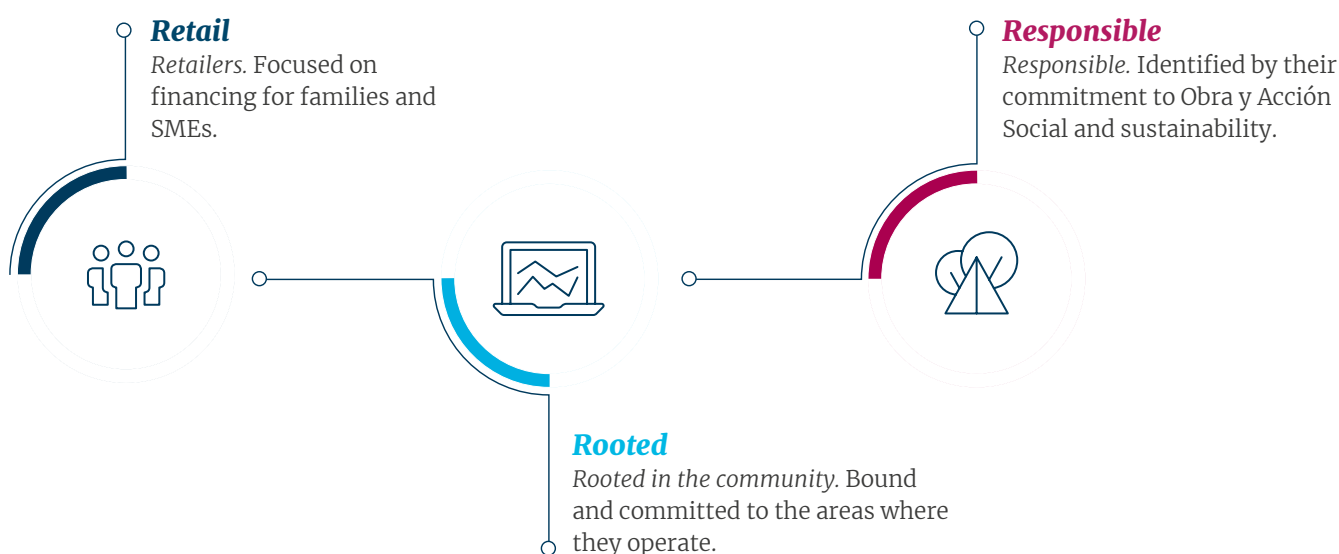 Retail
Retailers. Focused on
financing for families and
SMEs.
Rooted
Rooted in the community. Bound
and committed to the areas where
they operate.
Responsible
Responsible. Identified by their
commitment to Obra y Acción
Social and sustainability.